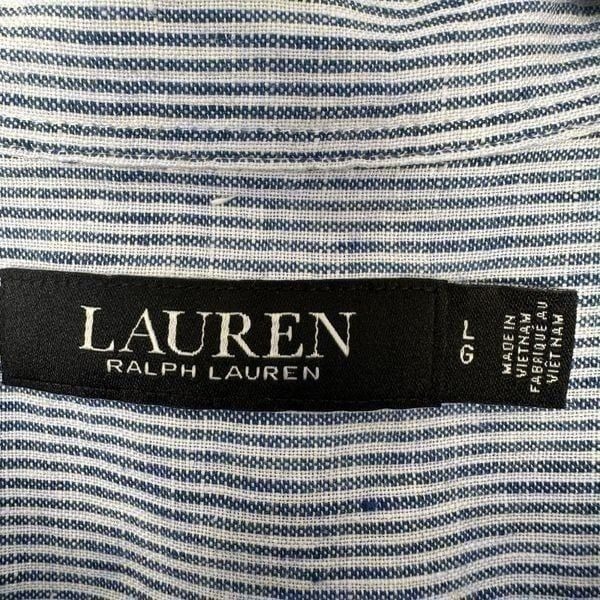 LAUREN
RALPH LAUREN
L
G
MADE IN
VIETNAM
FABRIQUÉ AU
VIET NAM